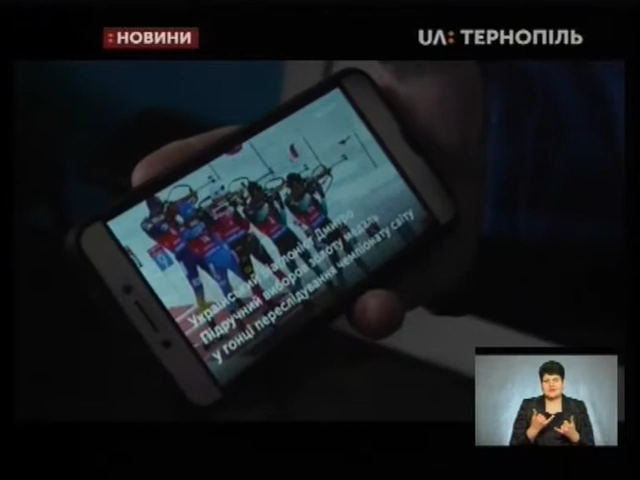 : НОВИНИ
UA: ТЕРНОПІЛЬ
Український біатлоніст Дмитро
Підручний виборов золоту медаль
у гонці переслідування чемпіонату світу